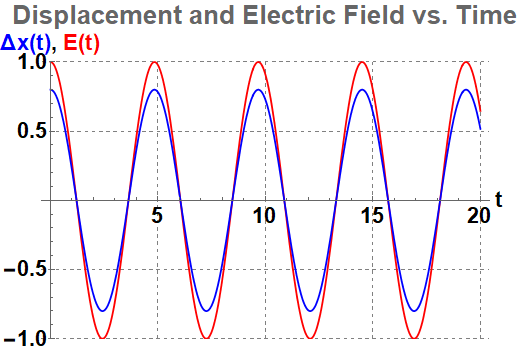 Displacement and Electric Field vs. Time
Δx(t), E(t)
1.0
0.5
t
5 10 15 20
−0.5
−1.0